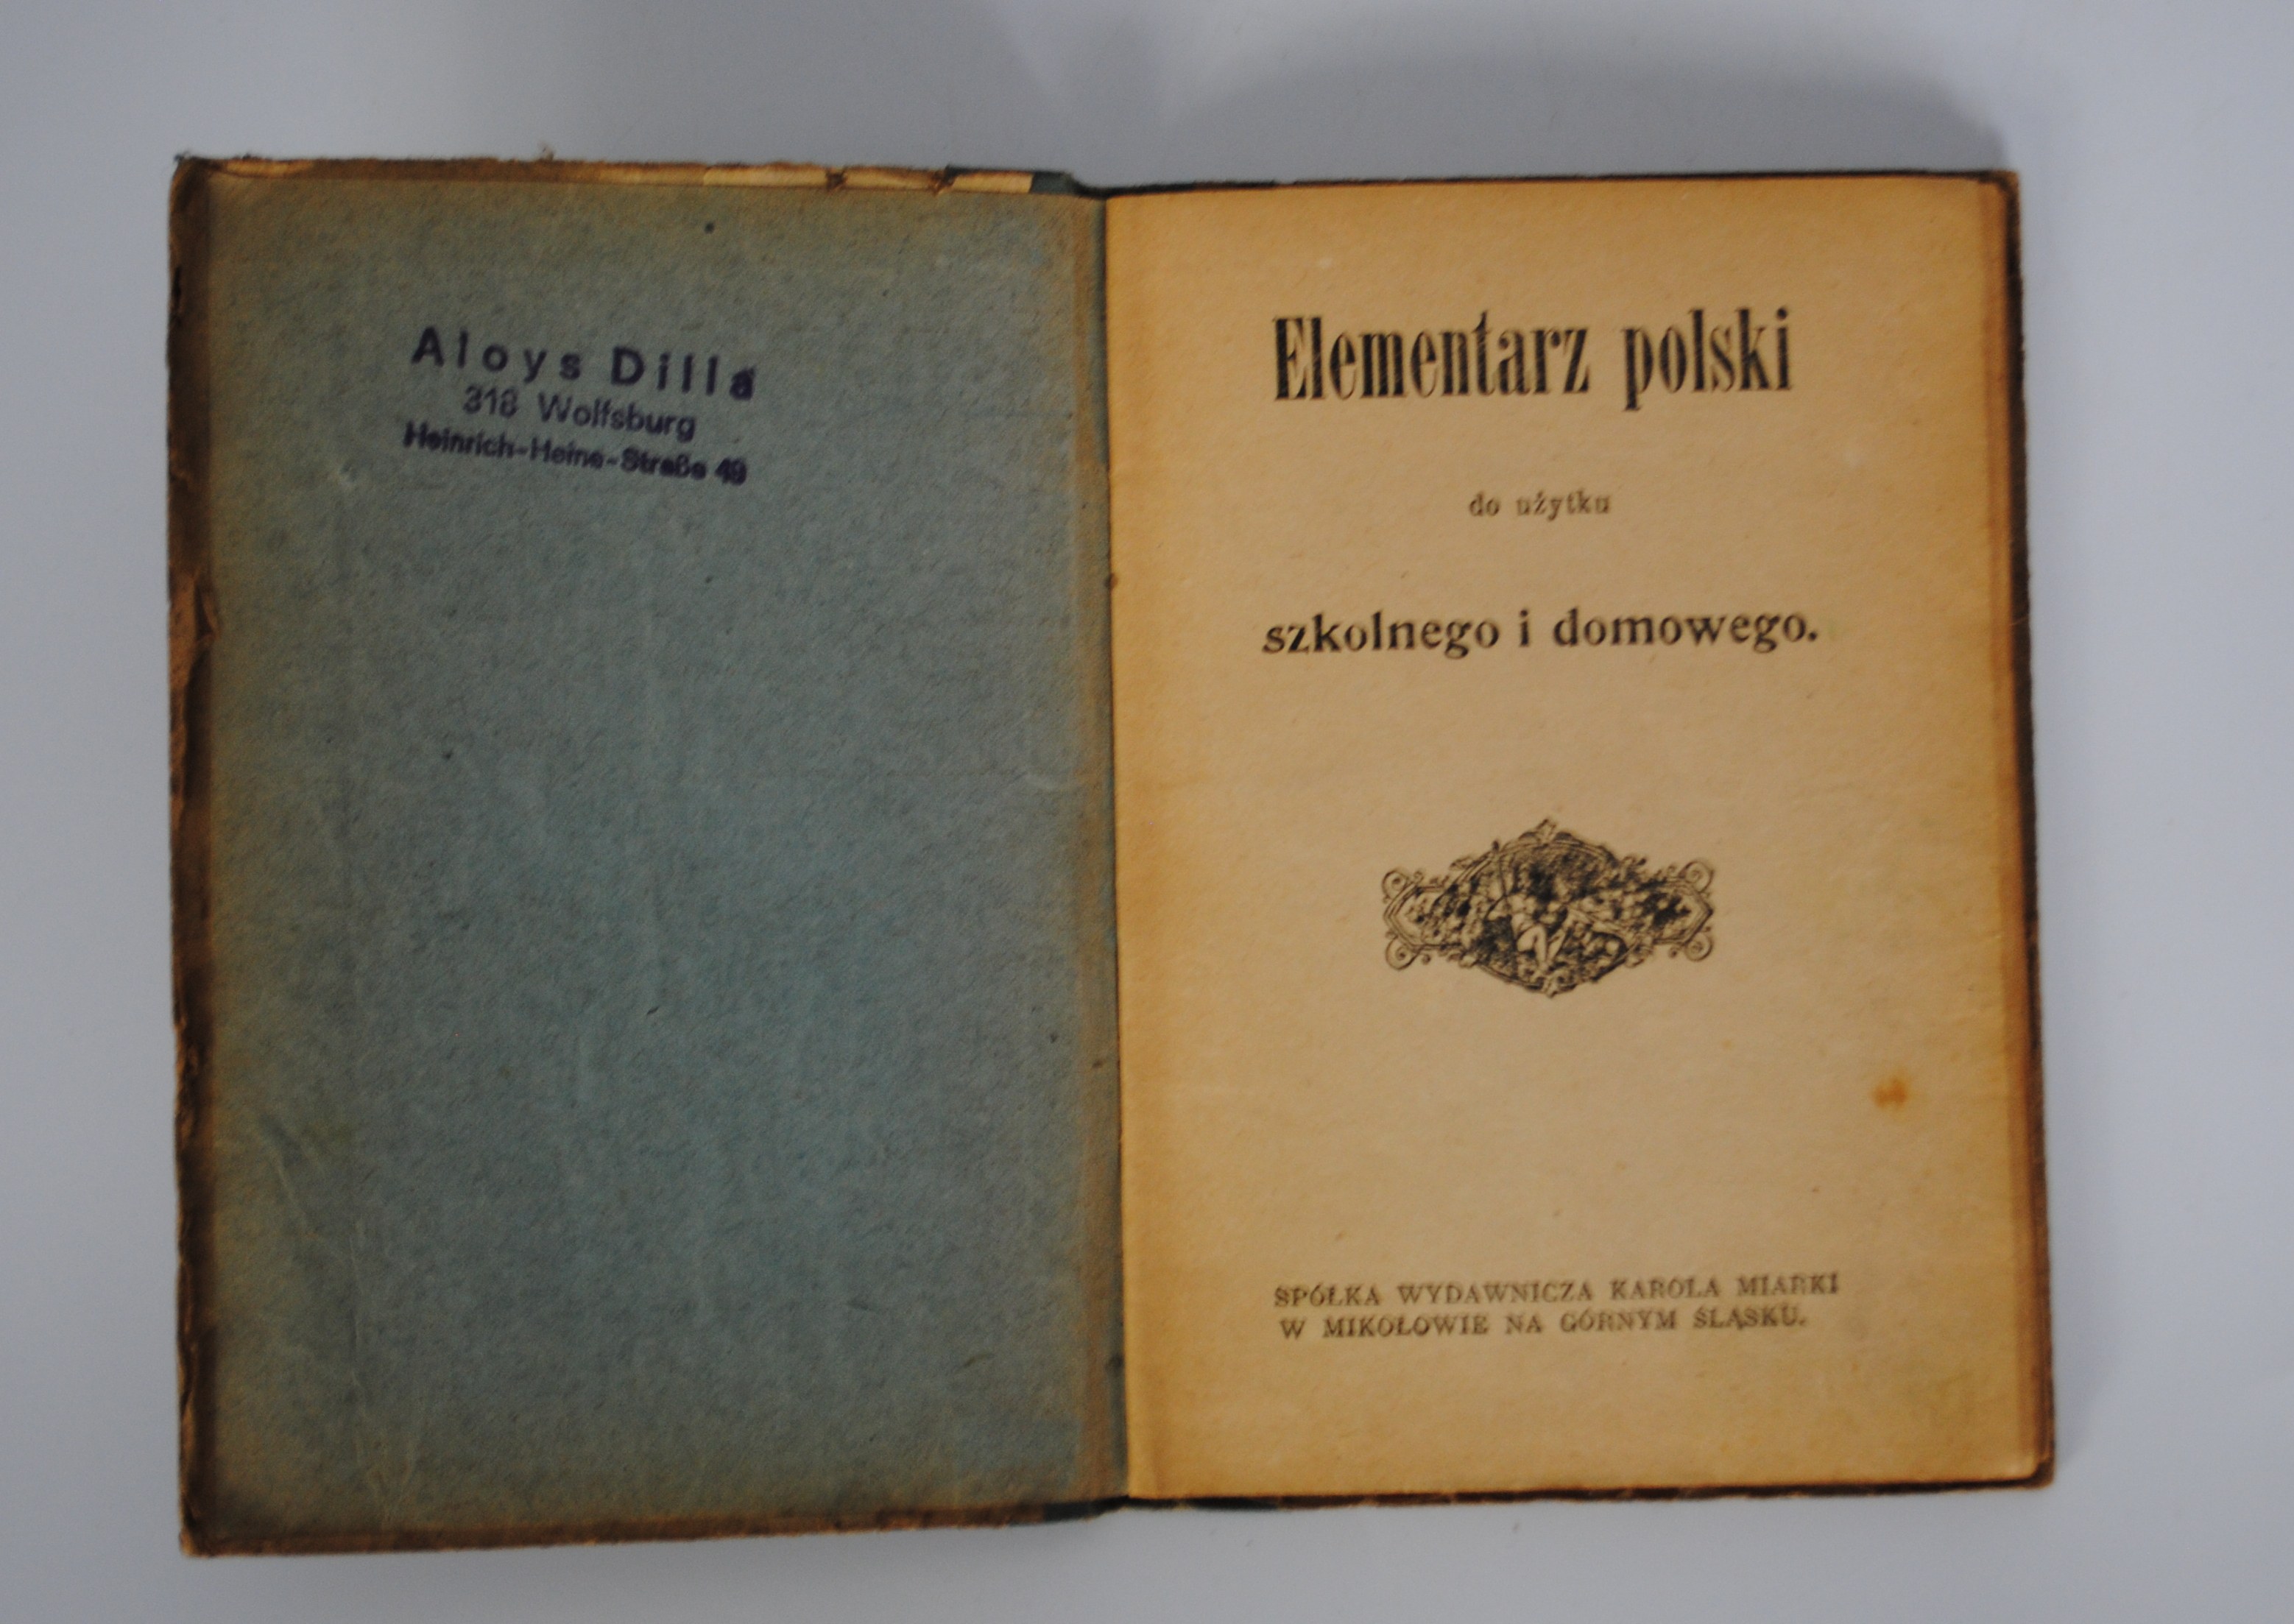 Aloys Dilla
318 Wolfsburg
Heinrich-Heine-Straße 49
Elementarz polski
do użytku
szkolnego i domowego.
SPÓŁKA WYDAWNICZA KAROLA MIARKI
W MIKOŁOWIE NA GÓRNYM ŚLĄSKU.